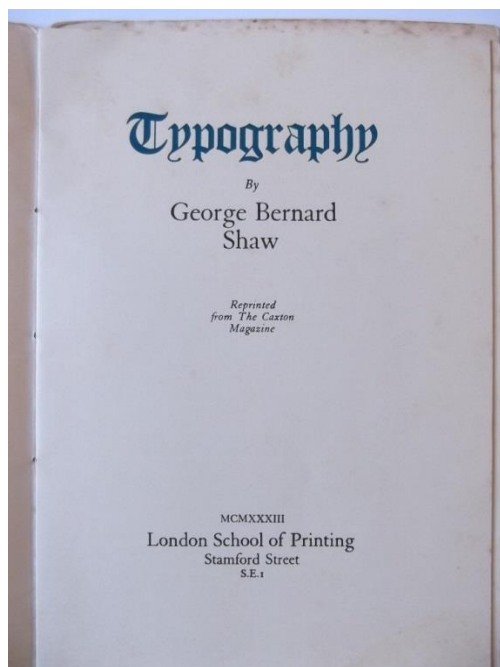 Typography
By
George Bernard
Shaw
Reprinted
from The Caxton
Magazine
MCMXXXIII
London School of Printing
Stamford Street
S.E.1